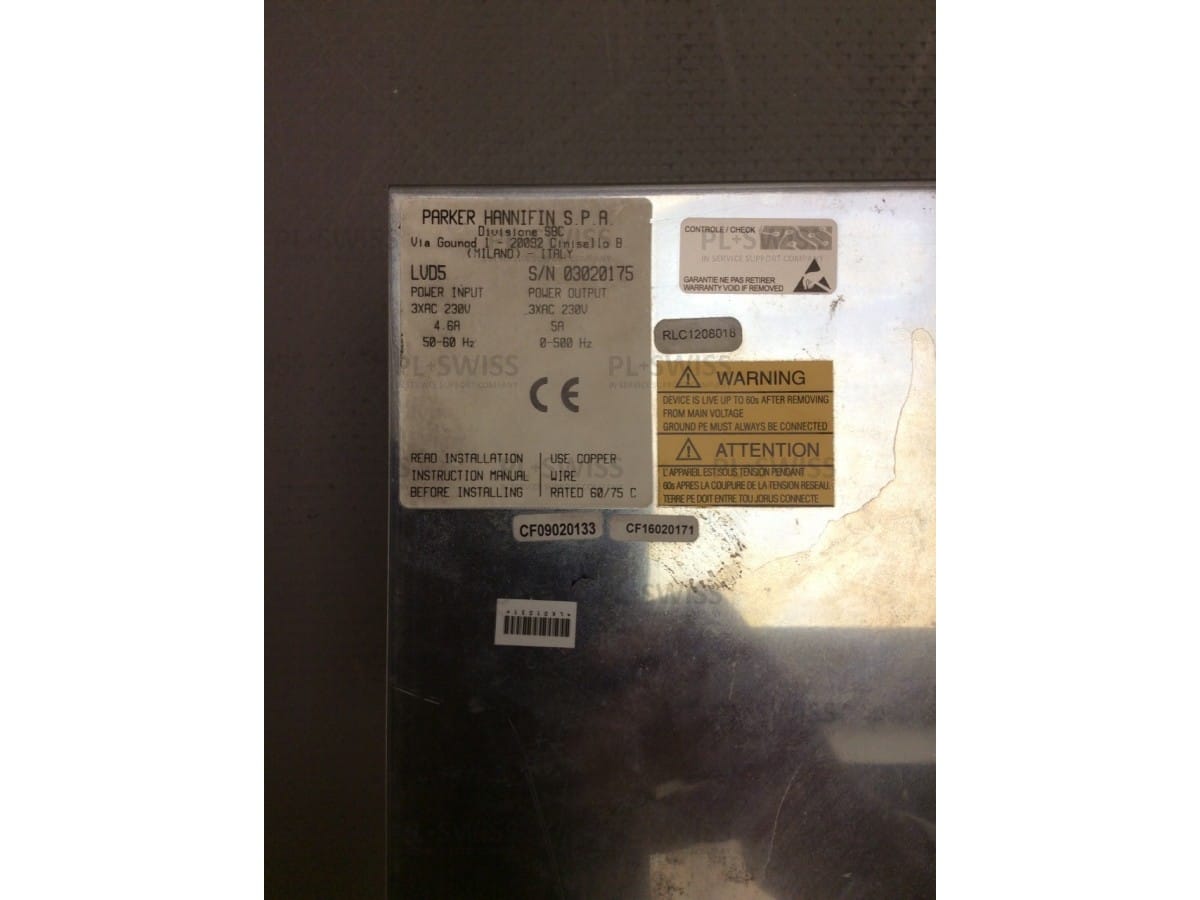 PARKER HANNIFIN S.P.A.
Divisione SBC
Via Gounod 1 - 20092 Cinisello B
(MILANO) - ITALY
LVD5 S/N 03020175
POWER INPUT POWER OUTPUT
3XAC 230V 3XAC 230V
4.6A 5A
50-60 Hz 0-500 Hz
CE
READ INSTALLATION USE COPPER
INSTRUCTION MANUAL WIRE
BEFORE INSTALLING RATED 60/75 C
CONTROLE / CHECK
GARANTIE NE PAS RETIRER
WARRANTY VOID IF REMOVED
RLC1208018
WARNING
DEVICE IS LIVE UP TO 60s AFTER REMOVING
FROM MAIN VOLTAGE
GROUND PE MUST ALWAYS BE CONNECTED
ATTENTION
L'APPAREIL EST SOUS TENSION PENDANT
60s APRES LA COUPURE DE LA TENSION RESEAU
TERRE PE DOIT ENTRE TOU JORUS CONNECTE
CF09020133 CF16020171
PL+SWISS
IN SERVICE SUPPORT COMPANY